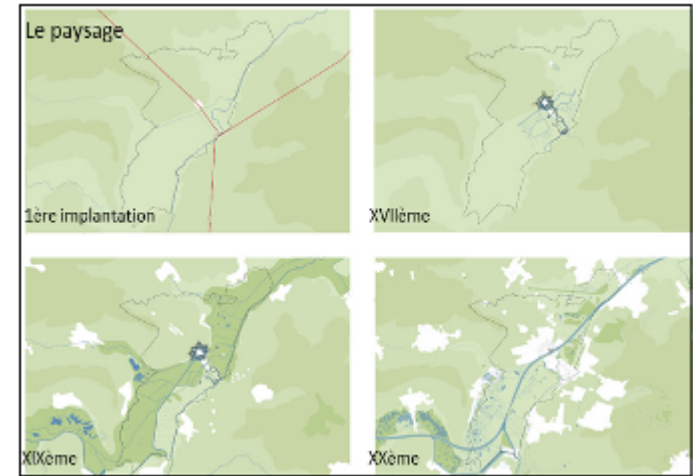 Le paysage
1ère implantation
XVIIème
XIXème
XXème